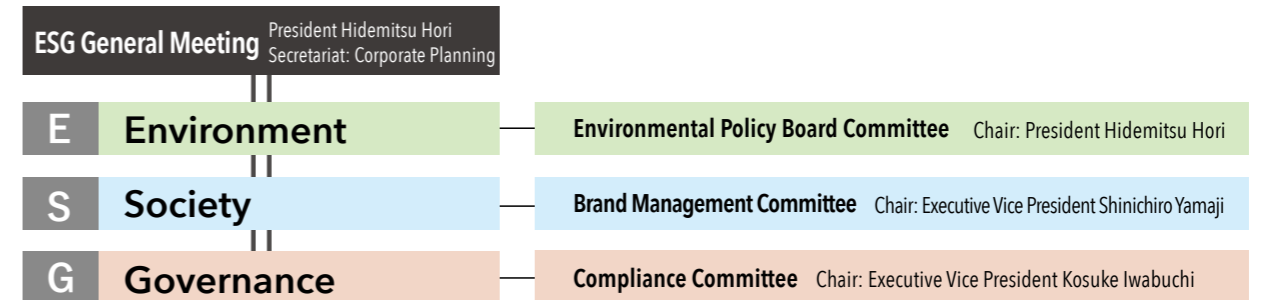 ESG General Meeting President Hidemitsu Hori
Secretariat: Corporate Planning
E Environment Environmental Policy Board Committee Chair: President Hidemitsu Hori
S Society Brand Management Committee Chair: Executive Vice President Shinichiro Yamaji
G Governance Compliance Committee Chair: Executive Vice President Kosuke Iwabuchi